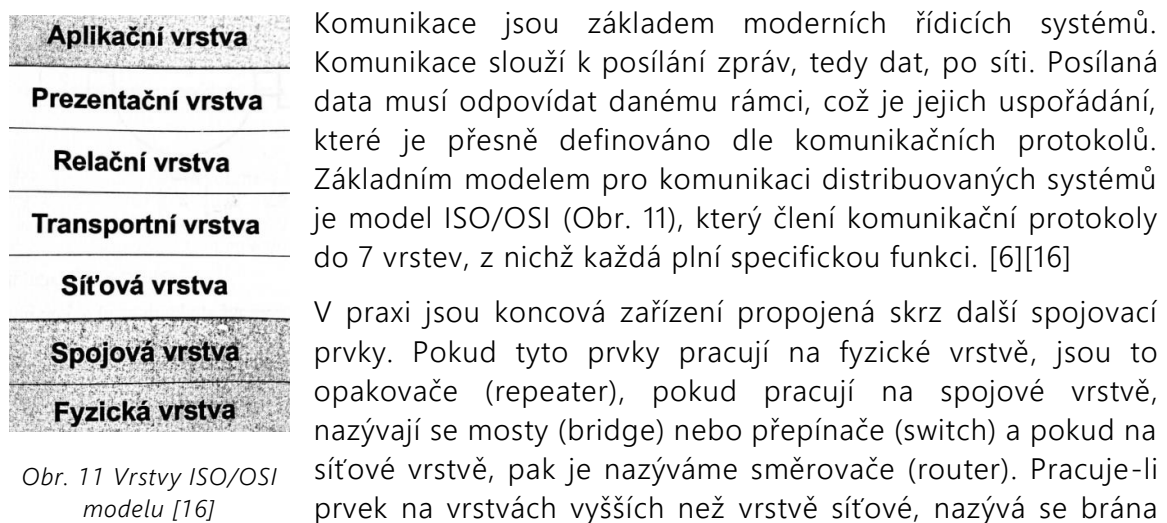 Aplikační vrstva
Prezentační vrstva
Relační vrstva
Transportní vrstva
Síťová vrstva
Spojová vrstva
Fyzická vrstva
Obr. 11 Vrstvy ISO/OSI
modelu [16]
Komunikace jsou základem moderních řídicích systémů.
Komunikace slouží k posílání zpráv, tedy dat, po síti. Posílaná
data musí odpovídat danému rámci, což je jejich uspořádání,
které je přesně definováno dle komunikačních protokolů.
Základním modelem pro komunikaci distribuovaných systémů
je model ISO/OSI (Obr. 11), který člení komunikační protokoly
do 7 vrstev, z nichž každá plní specifickou funkci. [6][16]
V praxi jsou koncová zařízení propojená skrz další spojovací
prvky. Pokud tyto prvky pracují na fyzické vrstvě, jsou to
opakovače (repeater), pokud pracují na spojové vrstvě,
nazývají se mosty (bridge) nebo přepínače (switch) a pokud na
síťové vrstvě, pak je nazýváme směrovače (router). Pracuje-li
prvek na vrstvách vyšších než vrstvě síťové, nazývá se brána